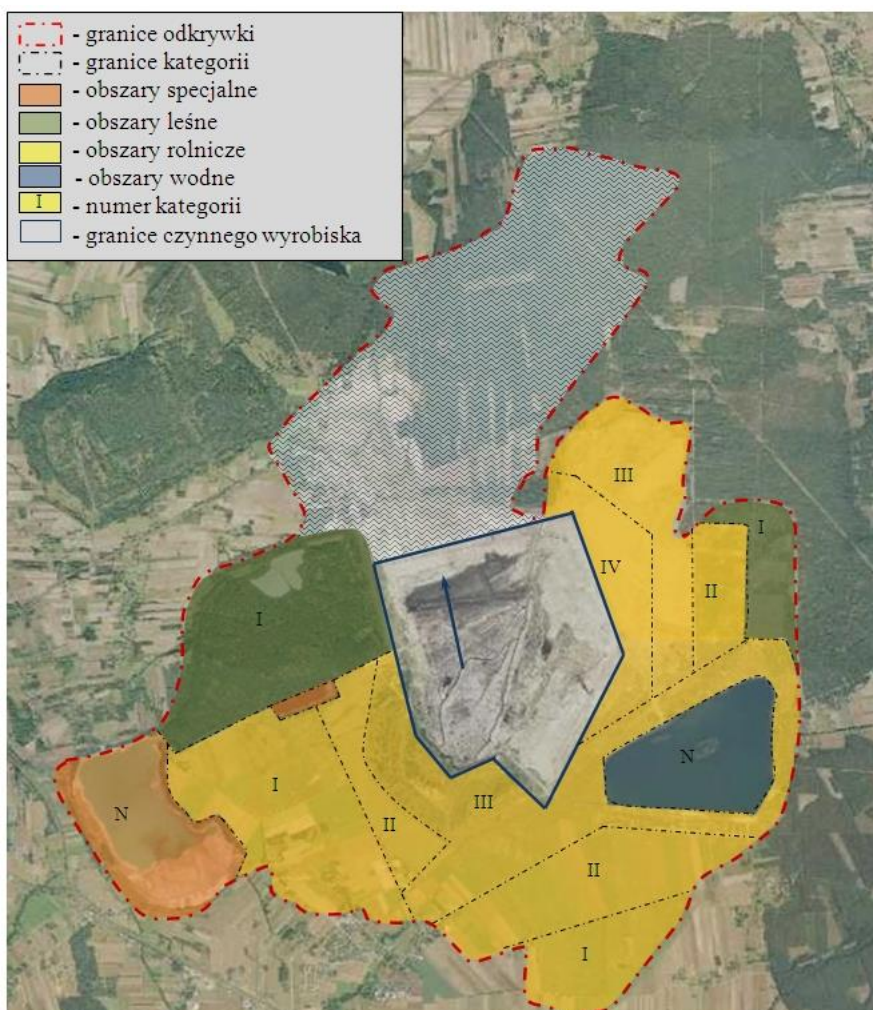 - granice odkrywki
- granice kategorii
- obszary specjalne
- obszary leśne
- obszary rolnicze
- obszary wodne
I - numer kategorii
- granice czynnego wyrobiska
III
I
IV
II
I
N
I
III
N
II
II
I